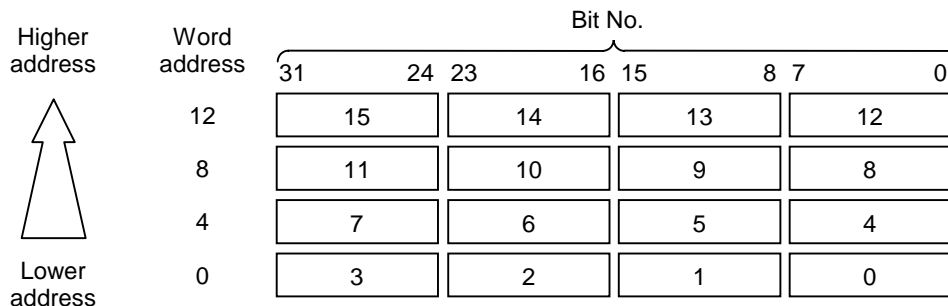 Bit No.
Higher address
Word address
31 24 23 16 15 8 7 0
12 15 14 13 12
8 11 10 9 8
4 7 6 5 4
Lower address
0 3 2 1 0